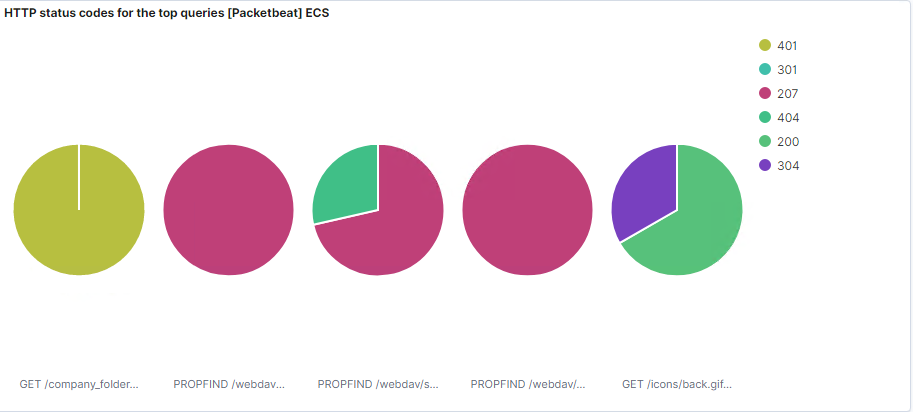 HTTP status codes for the top queries [Packetbeat] ECS
401
301
207
404
200
304
GET /company_folder...
PROPFIND /webdav...
PROPFIND /webdav/s...
PROPFIND /webdav/...
GET /icons/back.gif...